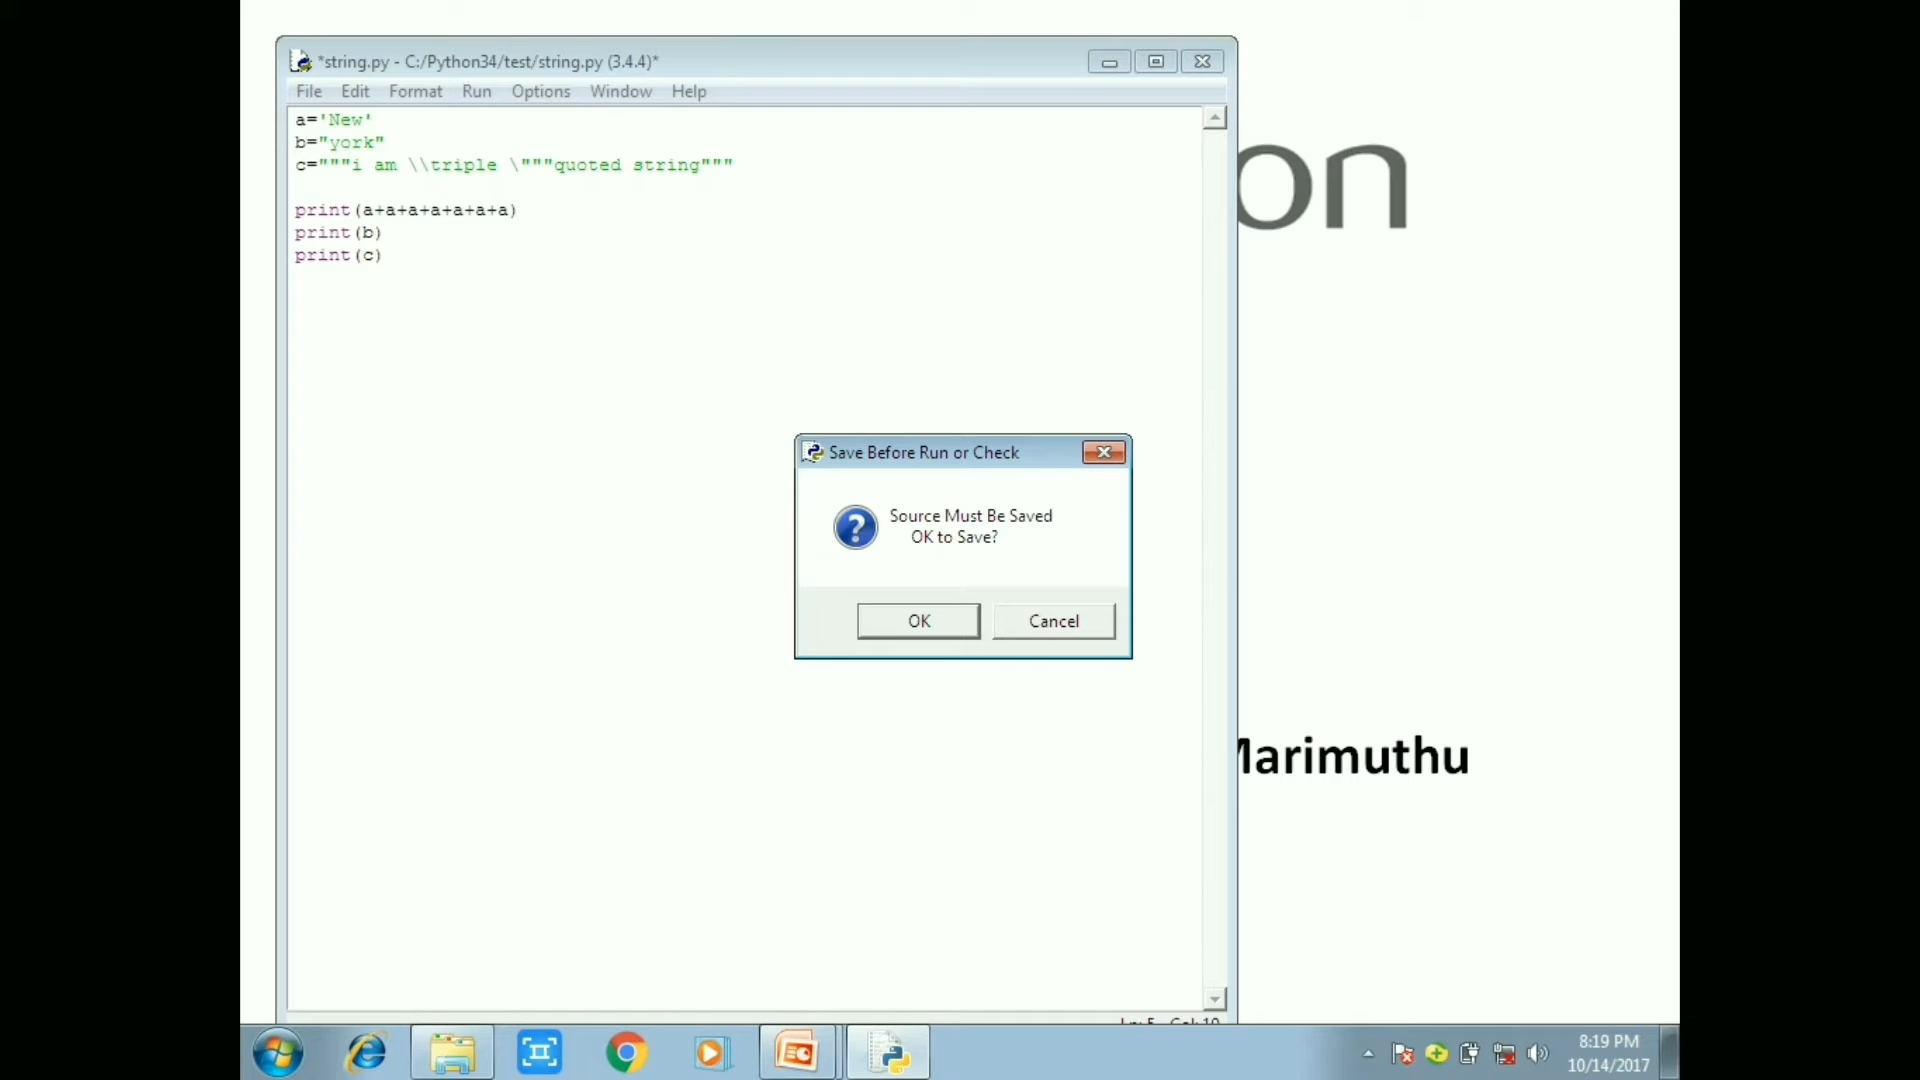 *string.py - C:/Python34/test/string.py (3.4.4)*
File Edit Format Run Options Window Help
a='New'
b="york"
c="""i am \\triple \"""quoted string"""
print(a+a+a+a+a+a+a)
print(b)
print(c)
on
Save Before Run or Check
Source Must Be Saved
OK to Save?
OK Cancel
Marimuthu
8:19 PM
10/14/2017